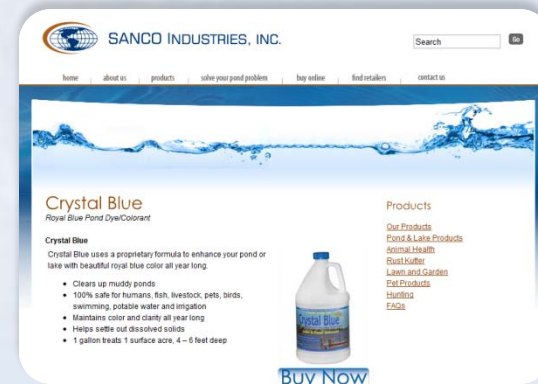 SANCO INDUSTRIES, INC.
Search
Go
home
about us
products
solve your pond problem
buy online
find retailers
contact us
Crystal Blue
Royal Blue Pond Dye/Colorant
Crystal Blue
Crystal Blue uses a proprietary formula to enhance your pond or
lake with beautiful royal blue color all year long.
• Clears up muddy ponds
• 100% safe for humans, fish, livestock, pets, birds,
swimming, potable water and irrigation
• Maintains color and clarity all year long
• Helps settle out dissolved solids
• 1 gallon treats 1 surface acre, 4 – 6 feet deep
Crystal Blue
Buy Now
Products
Our Products
Pond & Lake Products
Animal Health
Rust Kutter
Lawn and Garden
Pet Products
Hunting
FAQs